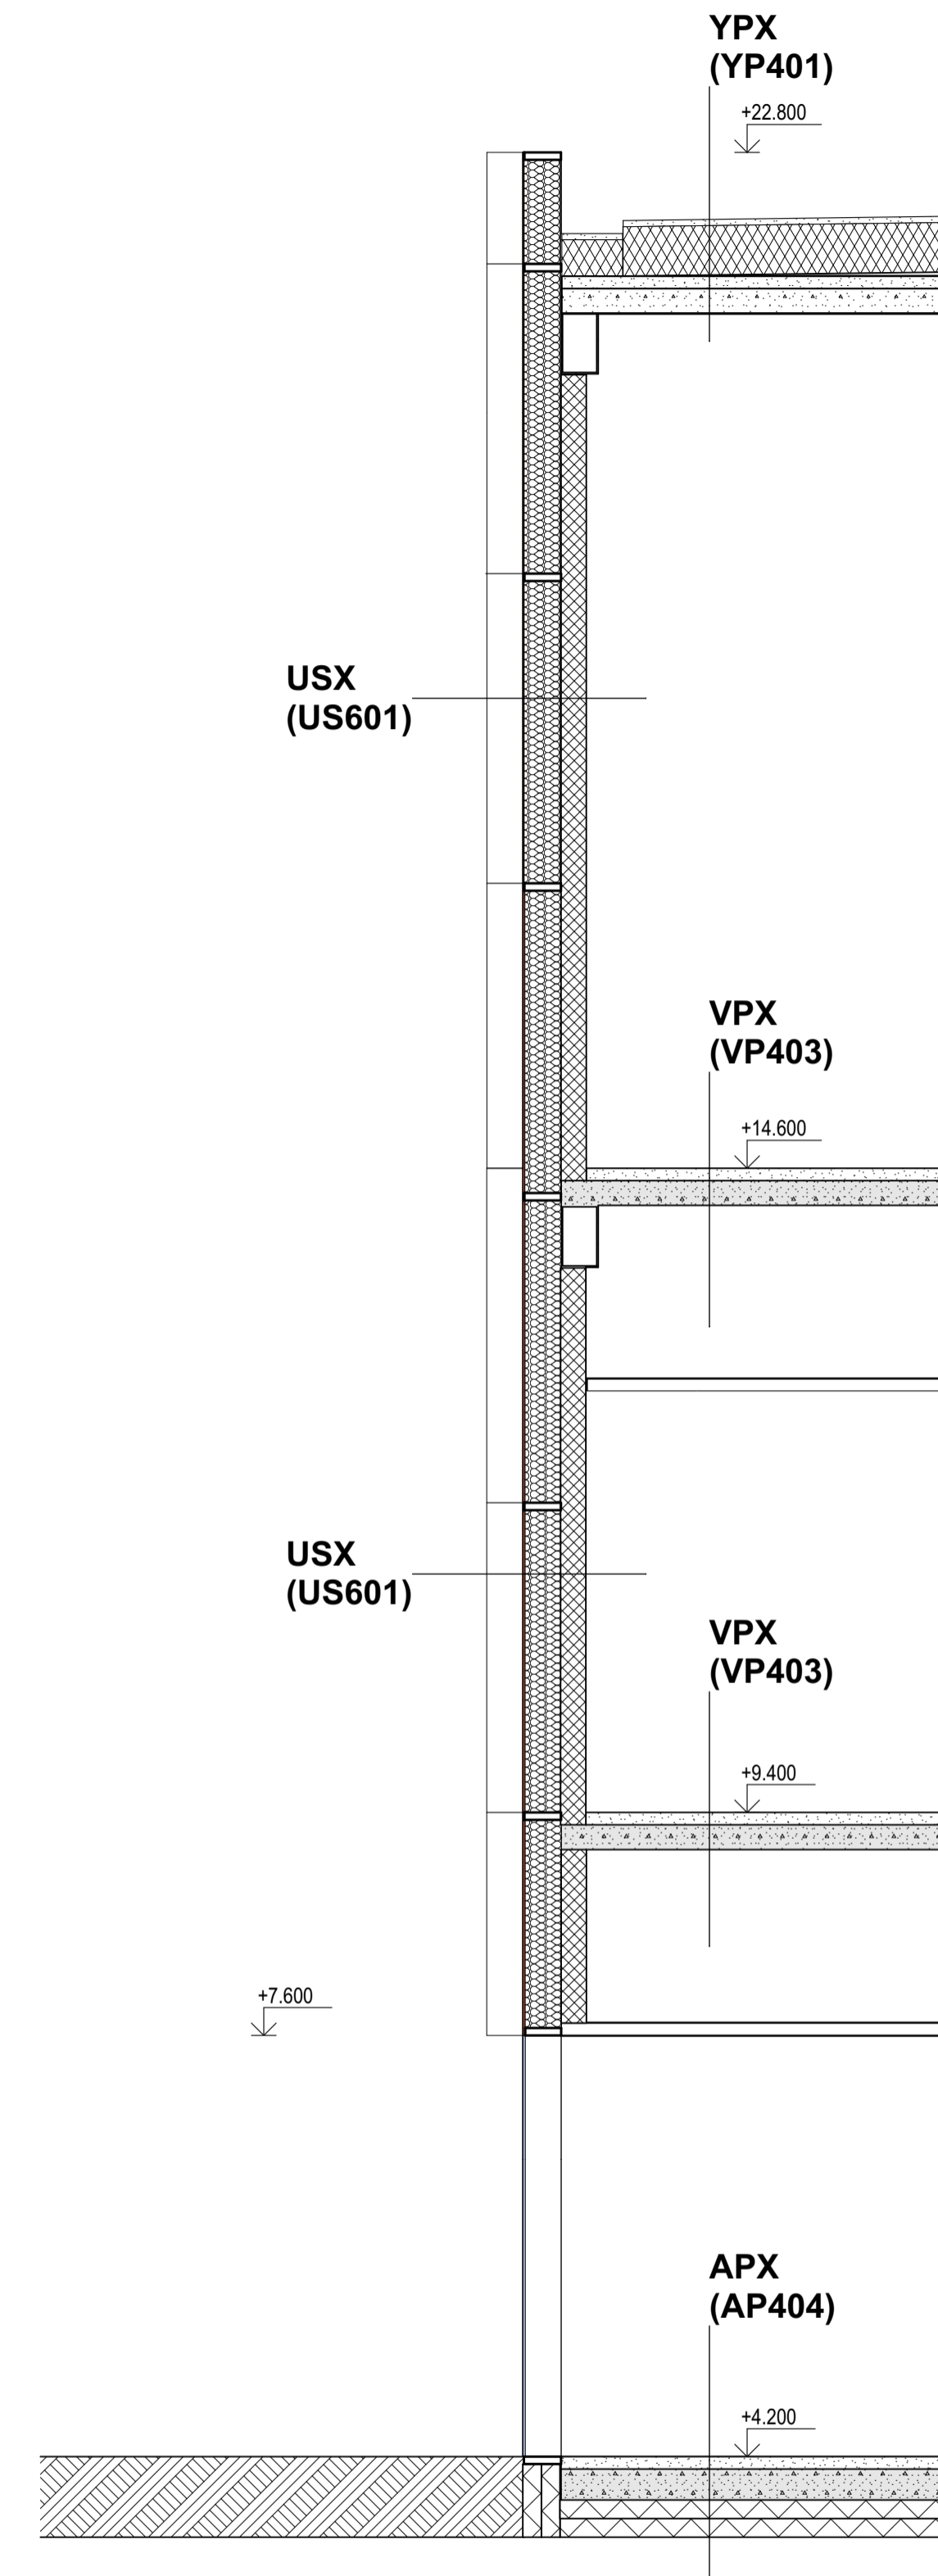 YPX
(YP401)
+22.800
USX
(US601)
VPX
(VP403)
+14.600
USX
(US601)
VPX
(VP403)
+9.400
+7.600
APX
(AP404)
+4.200